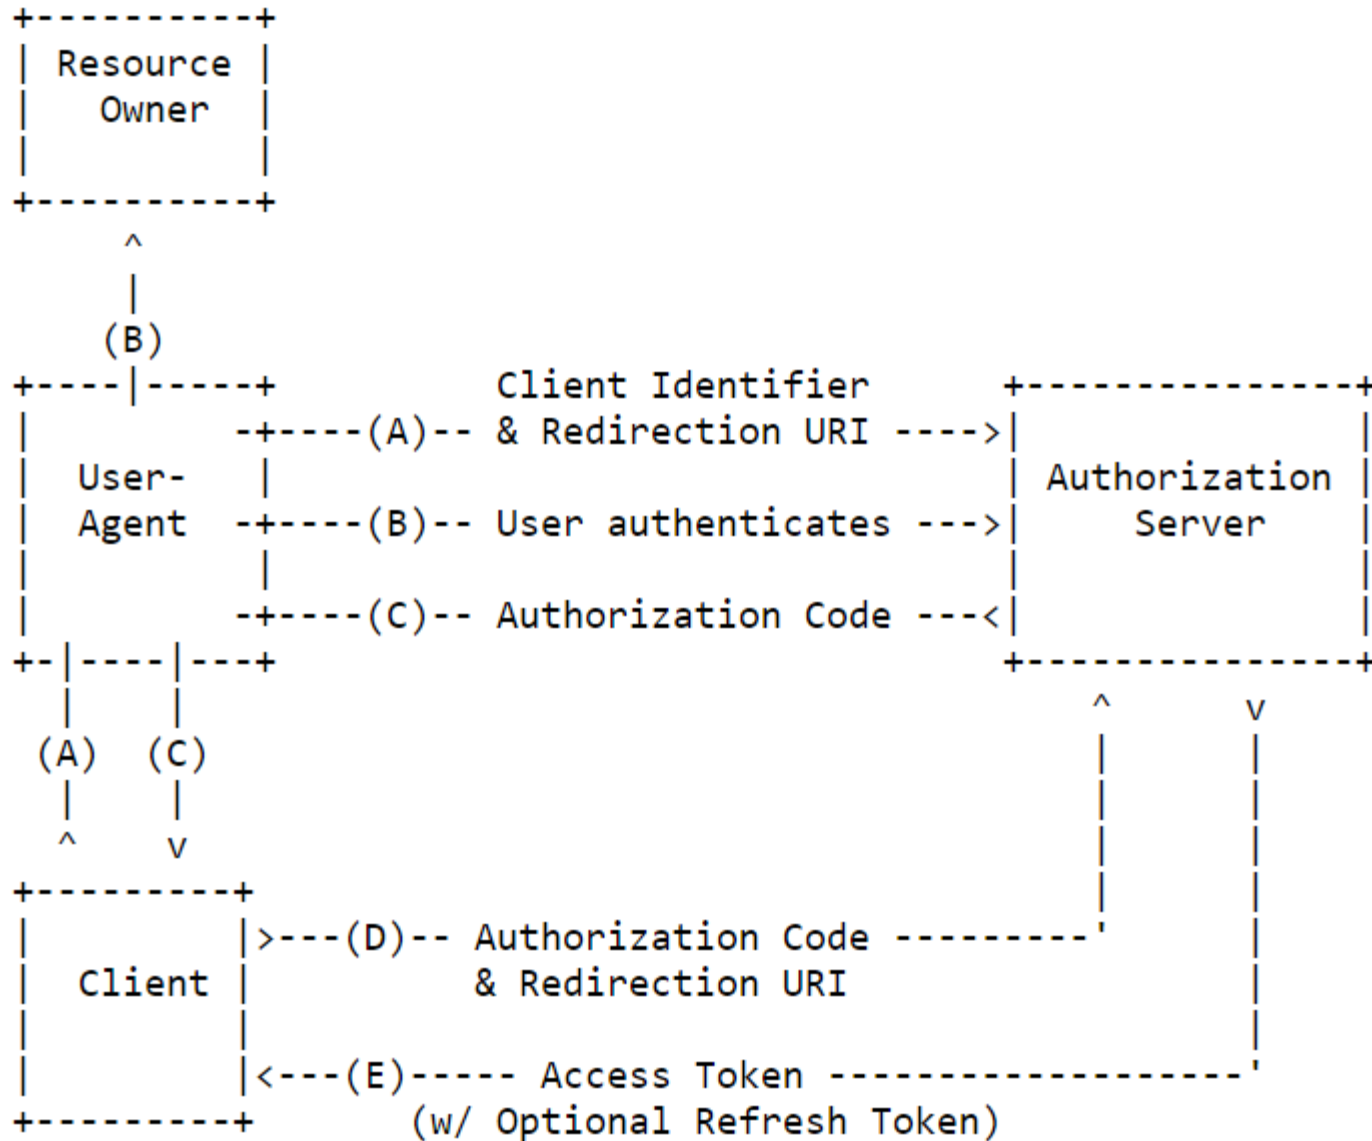 +----------+
| Resource |
|   Owner  |
|          |
+----------+
     ^
     |
    (B)
+----|-----+          Client Identifier      +---------------+
|         -+----(A)-- & Redirection URI ---->|               |
|  User-   |                                 | Authorization |
|  Agent  -+----(B)-- User authenticates --->|     Server    |
|          |                                 |               |
|         -+----(C)-- Authorization Code ---<|               |
+-|----|---+                                 +---------------+
  |    |                                         ^      v
 (A)  (C)                                        |      |
  |    |                                         |      |
  ^    v                                         |      |
+---------+                                      |      |
|         |>---(D)-- Authorization Code ---------'      |
|  Client |          & Redirection URI                  |
|         |                                             |
|         |<---(E)----- Access Token -------------------'
+---------+       (w/ Optional Refresh Token)